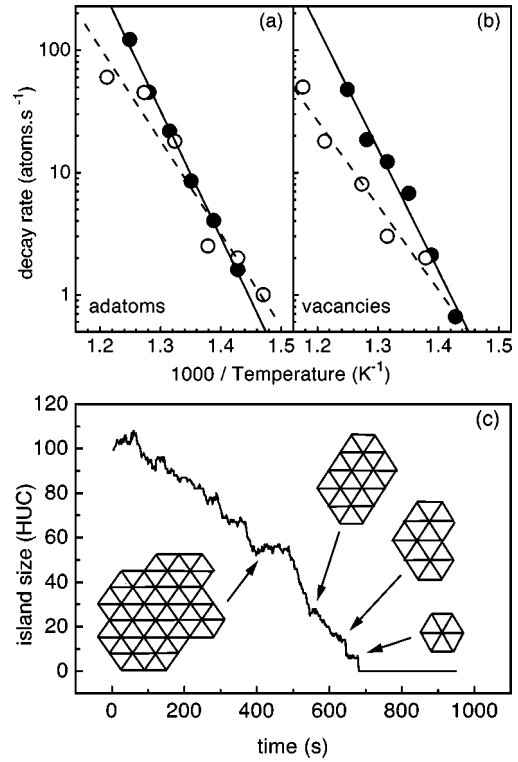 (a)
(b)
100
10
1
decay rate (atoms.s⁻¹)
adatoms
vacancies
1.2 1.3 1.4 1.5 1.2 1.3 1.4 1.5
1000 / Temperature (K⁻¹)
(c)
120
100
80
60
40
20
0
island size (HUC)
0 200 400 600 800 1000
time (s)